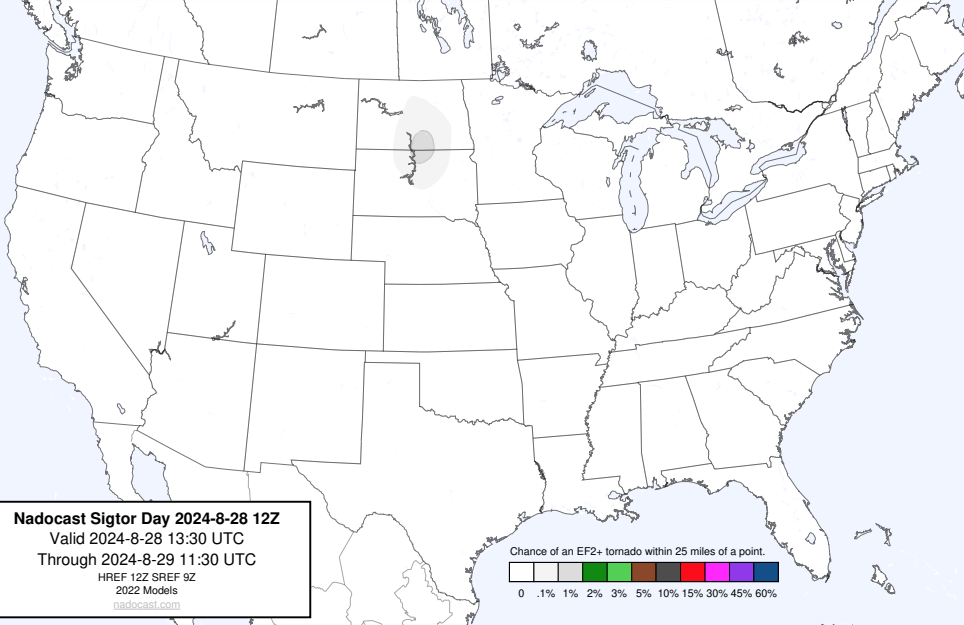 Nadocast Sigtor Day 2024-8-28 12Z
Valid 2024-8-28 13:30 UTC
Through 2024-8-29 11:30 UTC
HREF 12Z SREF 9Z
2022 Models
nadocast.com
Chance of an EF2+ tornado within 25 miles of a point.
0 .1% 1% 2% 3% 5% 10% 15% 30% 45% 60%